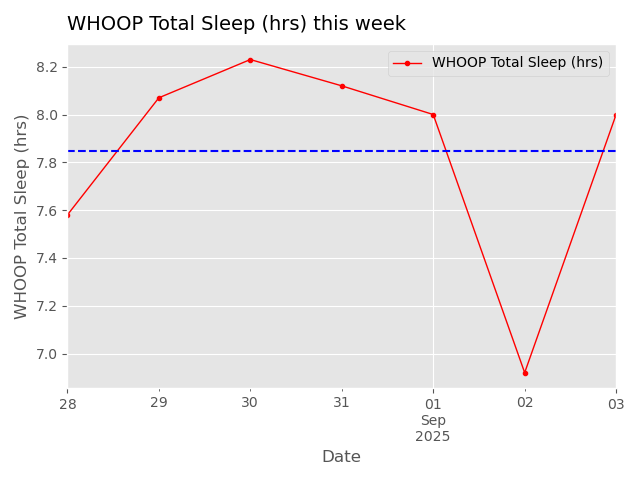 WHOOP Total Sleep (hrs) this week
WHOOP Total Sleep (hrs)
WHOOP Total Sleep (hrs)
8.2
8.0
7.8
7.6
7.4
7.2
7.0
28 29 30 31 01 02 03
Sep
2025
Date